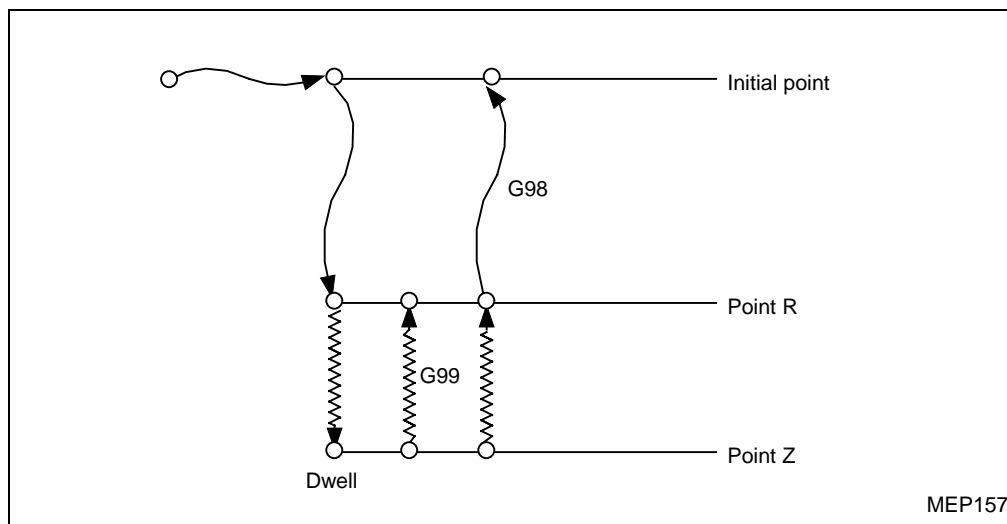 Initial point
G98
Point R
G99
Point Z
Dwell
MEP157